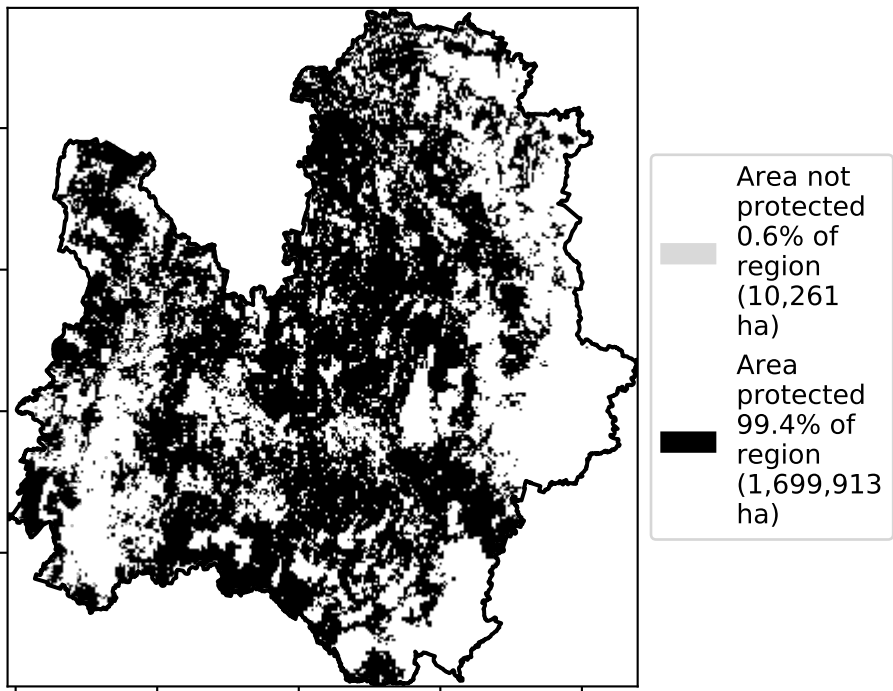 Area not
protected
0.6% of
region
(10,261
ha)
Area
protected
99.4% of
region
(1,699,913
ha)